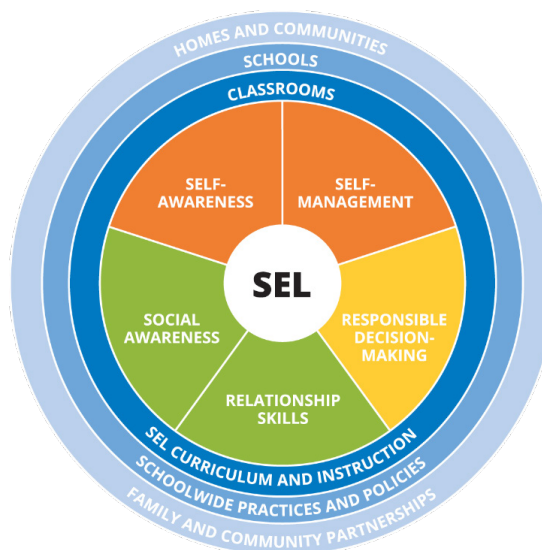 HOMES AND COMMUNITIES
SCHOOLS
CLASSROOMS
SELF-
AWARENESS
SELF-
MANAGEMENT
SEL
SOCIAL
AWARENESS
RESPONSIBLE
DECISION-
MAKING
RELATIONSHIP
SKILLS
SEL CURRICULUM AND INSTRUCTION
SCHOOLWIDE PRACTICES AND POLICIES
FAMILY AND COMMUNITY PARTNERSHIPS